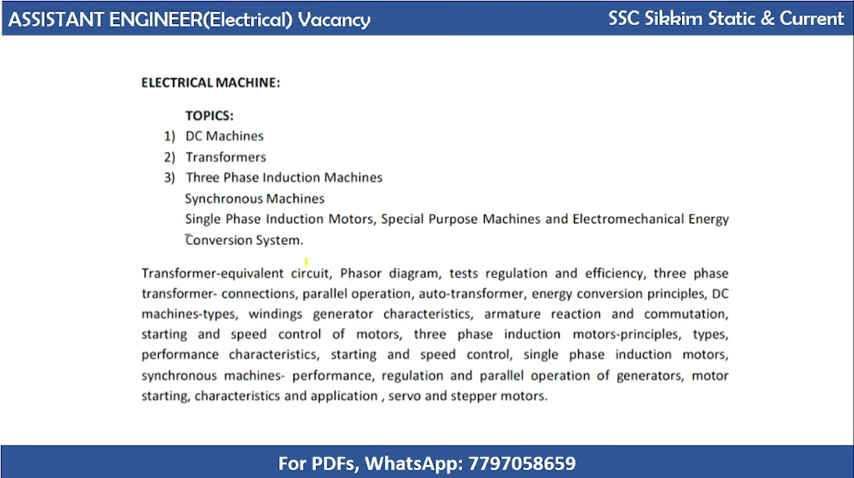 ASSISTANT ENGINEER(Electrical) Vacancy
SSC Sikkim Static & Current
ELECTRICAL MACHINE:
TOPICS:
1) DC Machines
2) Transformers
3) Three Phase Induction Machines
Synchronous Machines
Single Phase Induction Motors, Special Purpose Machines and Electromechanical Energy
Conversion System.
Transformer-equivalent circuit, Phasor diagram, tests regulation and efficiency, three phase
transformer- connections, parallel operation, auto-transformer, energy conversion principles, DC
machines-types, windings generator characteristics, armature reaction and commutation,
starting and speed control of motors, three phase induction motors-principles, types,
performance characteristics, starting and speed control, single phase induction motors,
synchronous machines- performance, regulation and parallel operation of generators, motor
starting, characteristics and application , servo and stepper motors.
For PDFs, WhatsApp: 7797058659